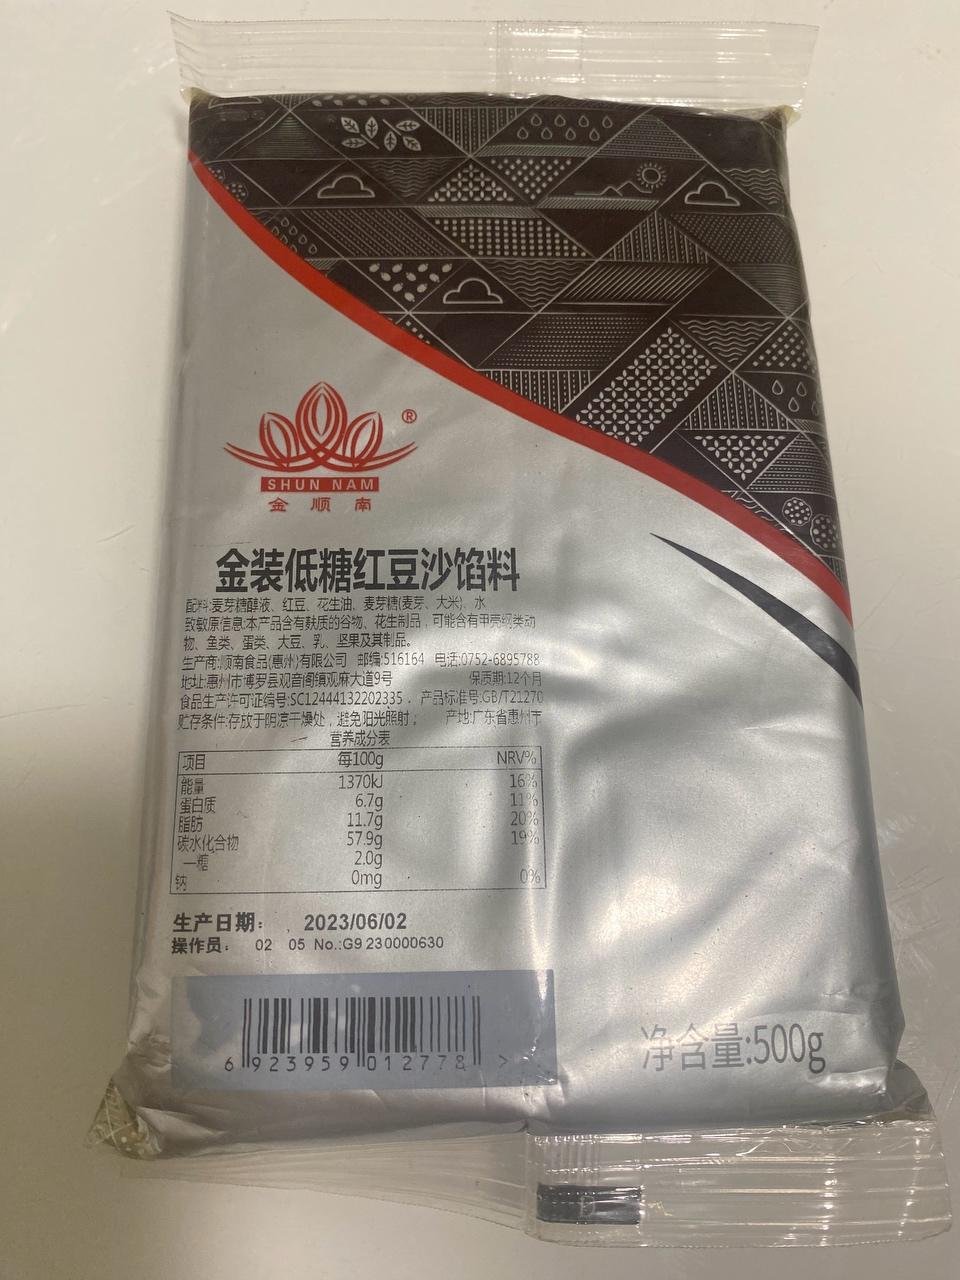 ®
SHUN NAM
金顺南
金装低糖红豆沙馅料
配料:麦芽糖醇液、红豆、花生油、麦芽糖(麦芽、大米)、水
致敏原信息:本产品含有麸质的谷物、花生制品，可能含有甲壳纲类动
物、鱼类、蛋类、大豆、乳、坚果及其制品。
生产商:顺南食品(惠州)有限公司 邮编:516164 电话:0752-6895788
地址:惠州市博罗县观音阁镇观麻大道9号 保质期:12个月
食品生产许可证编号:SC12444132202335 . 产品标准号:GB/T21270
贮存条件:存放于阴凉干燥处，避免阳光照射； 产地:广东省惠州市
营养成分表
项目 每100g NRV%
能量 1370kJ 16%
蛋白质 6.7g 11%
脂肪 11.7g 20%
碳水化合物 57.9g 19%
—糖 2.0g
钠 0mg 0%
生产日期： 2023/06/02
操作员： 02 05 No.:G9 230000630
6 923959 012778 >
净含量:500g